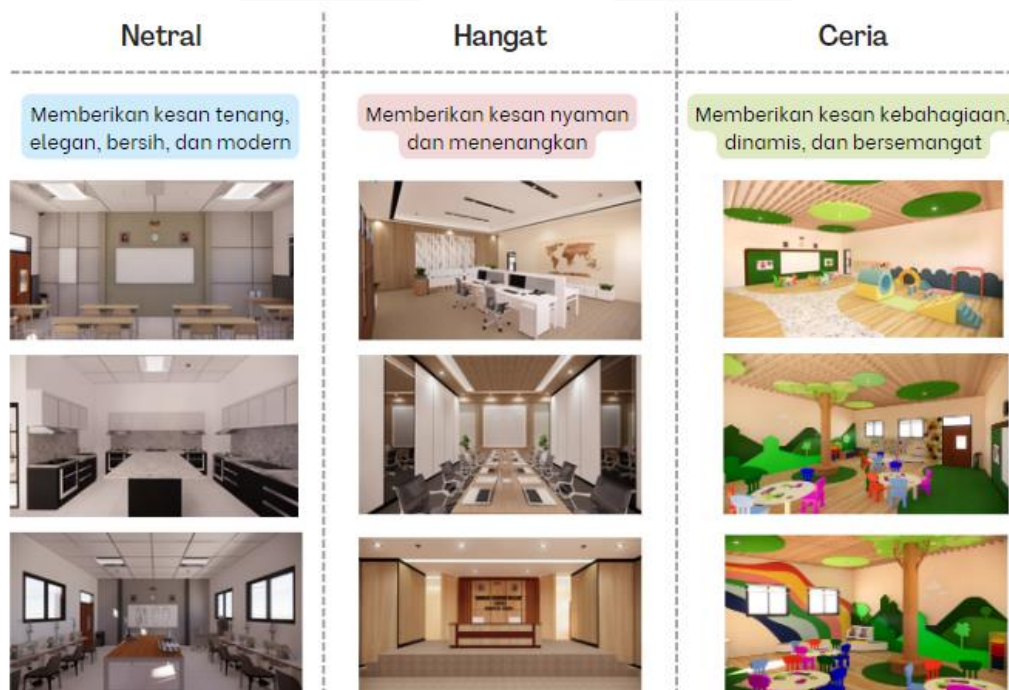 Netral
Hangat
Ceria
Memberikan kesan tenang,
elegan, bersih, dan modern
Memberikan kesan nyaman
dan menenangkan
Memberikan kesan kebahagiaan,
dinamis, dan bersemangat